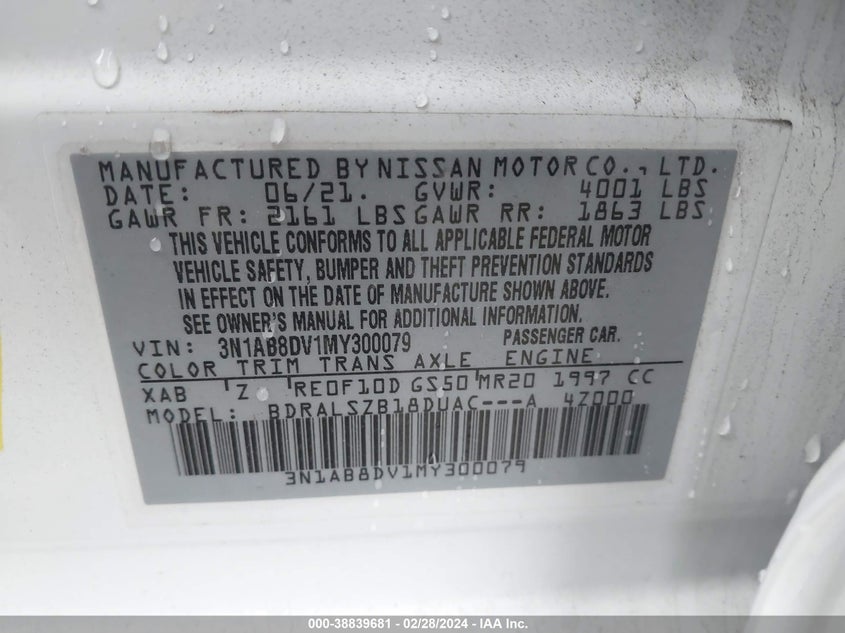 MANUFACTURED BY NISSAN MOTOR CO., LTD.
DATE: 06/21. GVWR: 4001 LBS
GAWR FR: 2161 LBS GAWR RR: 1863 LBS
THIS VEHICLE CONFORMS TO ALL APPLICABLE FEDERAL MOTOR
VEHICLE SAFETY, BUMPER AND THEFT PREVENTION STANDARDS
IN EFFECT ON THE DATE OF MANUFACTURE SHOWN ABOVE.
SEE OWNER'S MANUAL FOR ADDITIONAL INFORMATION.
VIN: 3N1AB8DV1MY300079 PASSENGER CAR.
COLOR TRIM TRANS AXLE ENGINE
XAB Z RE0F10D GS50 MR20 1997 CC
MODEL: BDRALSZB18DUAC---A 4Z000
3N1AB8DV1MY300079
000-38839681 - 02/28/2024 - IAA Inc.